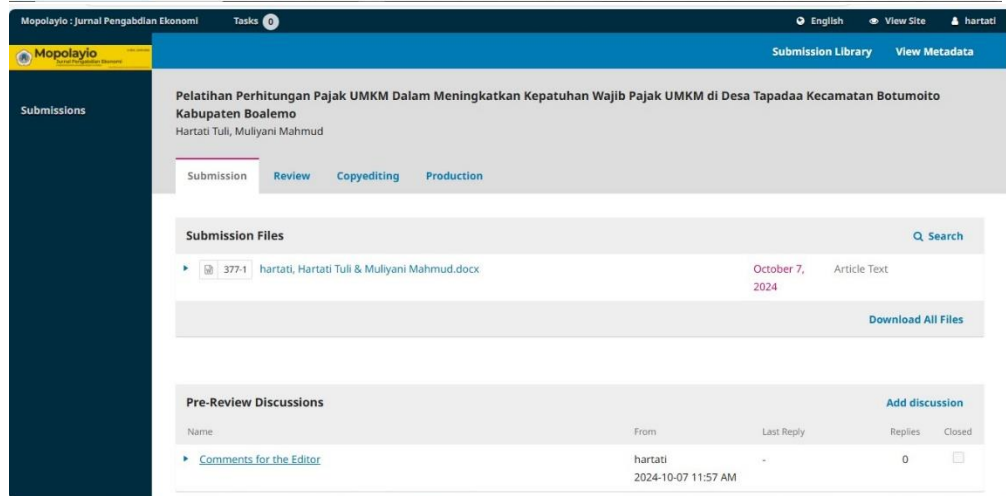 Mopolayio : Jurnal Pengabdian Ekonomi Tasks 0 English View Site hartati
Mopolayio
Jurnal Pengabdian Ekonomi
Submission Library View Metadata
Submissions
Pelatihan Perhitungan Pajak UMKM Dalam Meningkatkan Kepatuhan Wajib Pajak UMKM di Desa Tapadaa Kecamatan Botumoito
Kabupaten Boalemo
Hartati Tuli, Muliyani Mahmud
Submission Review Copyediting Production
Submission Files Search
377-1 hartati, Hartati Tuli & Muliyani Mahmud.docx October 7, Article Text
2024
Download All Files
Pre-Review Discussions Add discussion
Name From Last Reply Replies Closed
Comments for the Editor hartati - 0
2024-10-07 11:57 AM